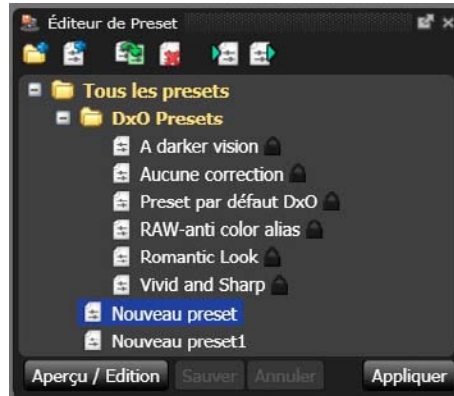 Éditeur de Preset
Tous les presets
DxO Presets
A darker vision
Aucune correction
Preset par défaut DxO
RAW-anti color alias
Romantic Look
Vivid and Sharp
Nouveau preset
Nouveau preset1
Aperçu / Edition Sauver Annuler Appliquer